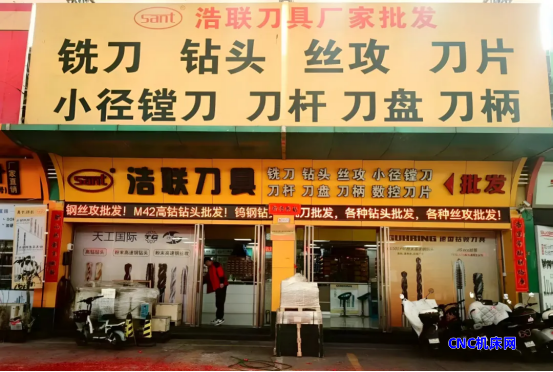 sant 浩联刀具厂家批发
铣刀 钻头 丝攻 刀片
小径镗刀 刀杆 刀盘 刀柄
sant 浩联刀具
铣刀 钻头 丝攻 小径镗刀
刀杆 刀盘 刀柄 数控刀片
批发
钢丝攻批发！M42高钴钻头批发！钨钢钻
刀批发，各种钻头批发，各种丝攻批发，
天工国际
CNC机床网